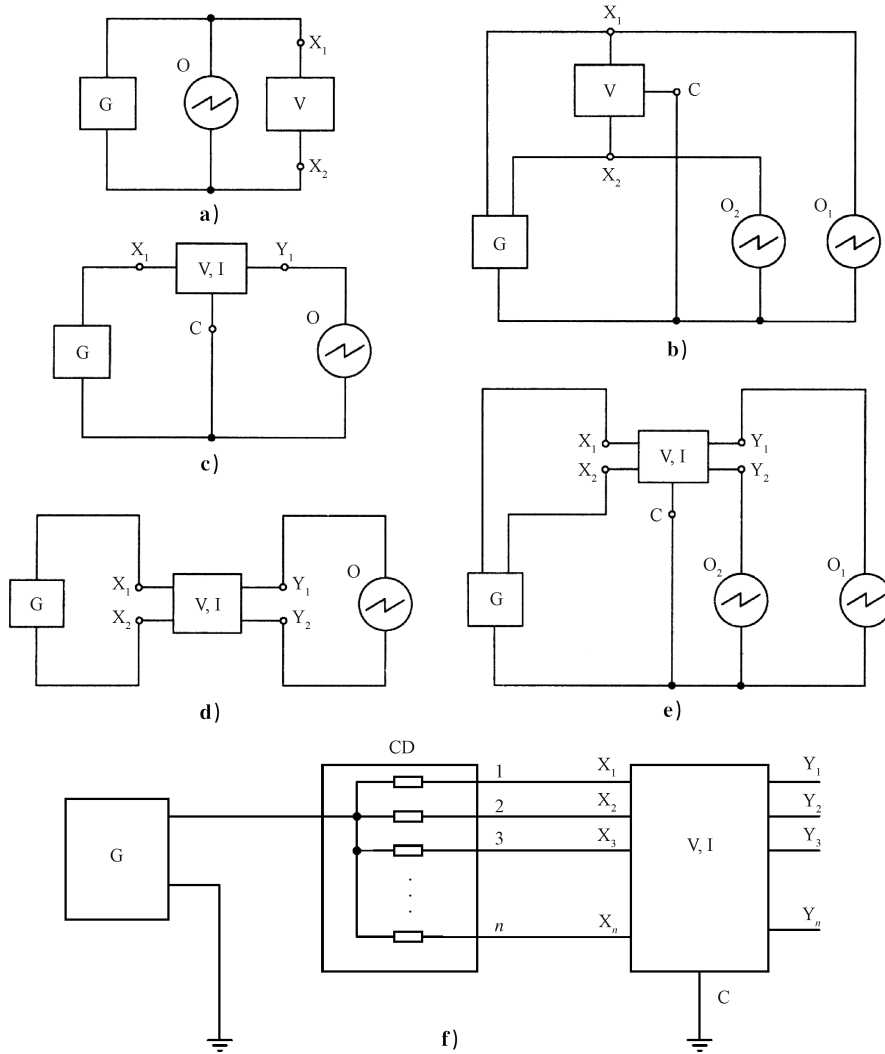 G
O
X₁
V
X₂
a)
X₁
V
C
X₂
G
O₂
O₁
b)
X₁
V, I
Y₁
C
G
O
c)
X₁
X₂
V, I
Y₁
Y₂
C
G
O₂
O₁
e)
G
X₁
X₂
V, I
Y₁
Y₂
O
d)
CD
G
1
2
3
n
X₁
X₂
X₃
Xₙ
V, I
Y₁
Y₂
Y₃
Yₙ
C
f)